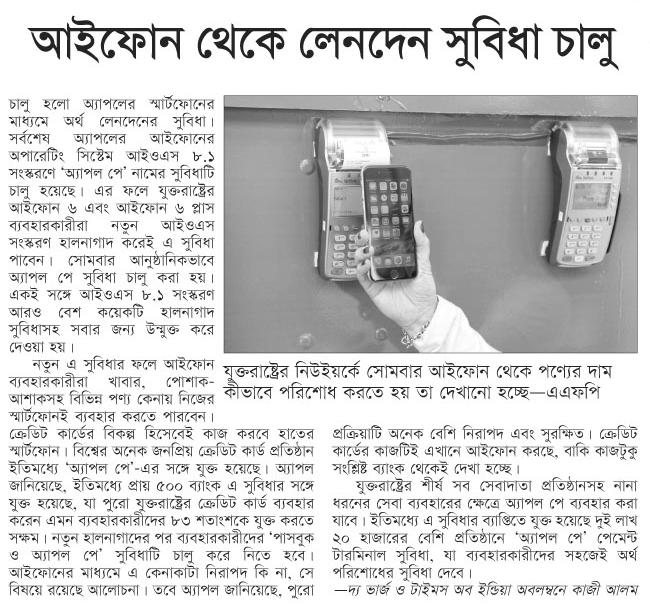 আইফোন থেকে লেনদেন সুবিধা চালু
চালু হলো অ্যাপলের স্মার্টফোনের
মাধ্যমে অর্থ লেনদেনের সুবিধা।
সর্বশেষ অ্যাপলের আইফোনের
অপারেটিং সিস্টেম আইওএস ৮.১
সংস্করণে ‘অ্যাপল পে’ নামের সুবিধাটি
চালু হয়েছে। এর ফলে যুক্তরাষ্ট্রের
আইফোন ৬ এবং আইফোন ৬ প্লাস
ব্যবহারকারীরা নতুন আইওএস
সংস্করণ হালনাগাদ করেই এ সুবিধা
পাবেন। সোমবার আনুষ্ঠানিকভাবে
অ্যাপল পে সুবিধা চালু করা হয়।
একই সঙ্গে আইওএস ৮.১ সংস্করণ
আরও বেশ কয়েকটি হালনাগাদ
সুবিধাসহ সবার জন্য উন্মুক্ত করে
দেওয়া হয়।
নতুন এ সুবিধার ফলে আইফোন
ব্যবহারকারীরা খাবার, পোশাক-
আশাকসহ বিভিন্ন পণ্য কেনায় নিজের
স্মার্টফোনই ব্যবহার করতে পারবেন।
ক্রেডিট কার্ডের বিকল্প হিসেবেই কাজ করবে হাতের
স্মার্টফোন। বিশ্বের অনেক জনপ্রিয় ক্রেডিট কার্ড প্রতিষ্ঠান
ইতিমধ্যে ‘অ্যাপল পে’-এর সঙ্গে যুক্ত হয়েছে। অ্যাপল
জানিয়েছে, ইতিমধ্যে প্রায় ৫০০ ব্যাংক এ সুবিধার সঙ্গে
যুক্ত হয়েছে, যা পুরো যুক্তরাষ্ট্রের ক্রেডিট কার্ড ব্যবহার
করেন এমন ব্যবহারকারীদের ৮৩ শতাংশকে যুক্ত করতে
সক্ষম। নতুন হালনাগাদের পর ব্যবহারকারীদের ‘পাসবুক
ও অ্যাপল পে’ সুবিধাটি চালু করে নিতে হবে।
আইফোনের মাধ্যমে এ কেনাকাটা নিরাপদ কি না, সে
বিষয়ে রয়েছে আলোচনা। তবে অ্যাপল জানিয়েছে, পুরো
যুক্তরাষ্ট্রের নিউইয়র্কে সোমবার আইফোন থেকে পণ্যের দাম
কীভাবে পরিশোধ করতে হয় তা দেখানো হচ্ছে—এএফপি
প্রক্রিয়াটি অনেক বেশি নিরাপদ এবং সুরক্ষিত। ক্রেডিট
কার্ডের কাজটিই এখানে আইফোন করছে, বাকি কাজটুকু
সংশ্লিষ্ট ব্যাংক থেকেই দেখা হচ্ছে।
যুক্তরাষ্ট্রের শীর্ষ সব সেবাদাতা প্রতিষ্ঠানসহ নানা
ধরনের সেবা ব্যবহারের ক্ষেত্রে অ্যাপল পে ব্যবহার করা
যাবে। ইতিমধ্যে এ সুবিধার ব্যাপ্তিতে যুক্ত হয়েছে দুই লাখ
২০ হাজারের বেশি প্রতিষ্ঠানে ‘অ্যাপল পে’ পেমেন্ট
টারমিনাল সুবিধা, যা ব্যবহারকারীদের সহজেই অর্থ
পরিশোধের সুবিধা দেবে।
—দ্য ভার্জ ও টাইমস অব ইন্ডিয়া অবলম্বনে কাজী আলম